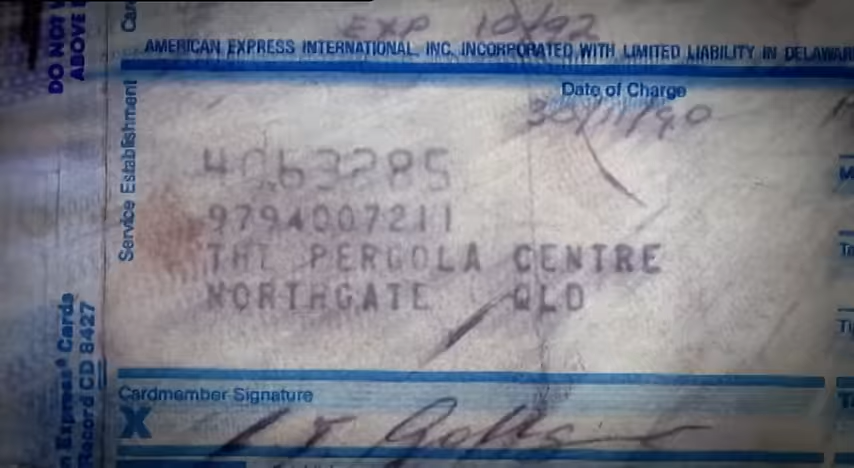 EXP 10/92
AMERICAN EXPRESS INTERNATIONAL, INC. INCORPORATED WITH LIMITED LIABILITY IN DELAWAR
Date of Charge
30/11/90
Service Establishment
4063285
9794007211
THE PERGOLA CENTRE
NORTHGATE QLD
DO NOT
ABOVE
Express® Cards
Record CD 8427
Cardmember Signature
X